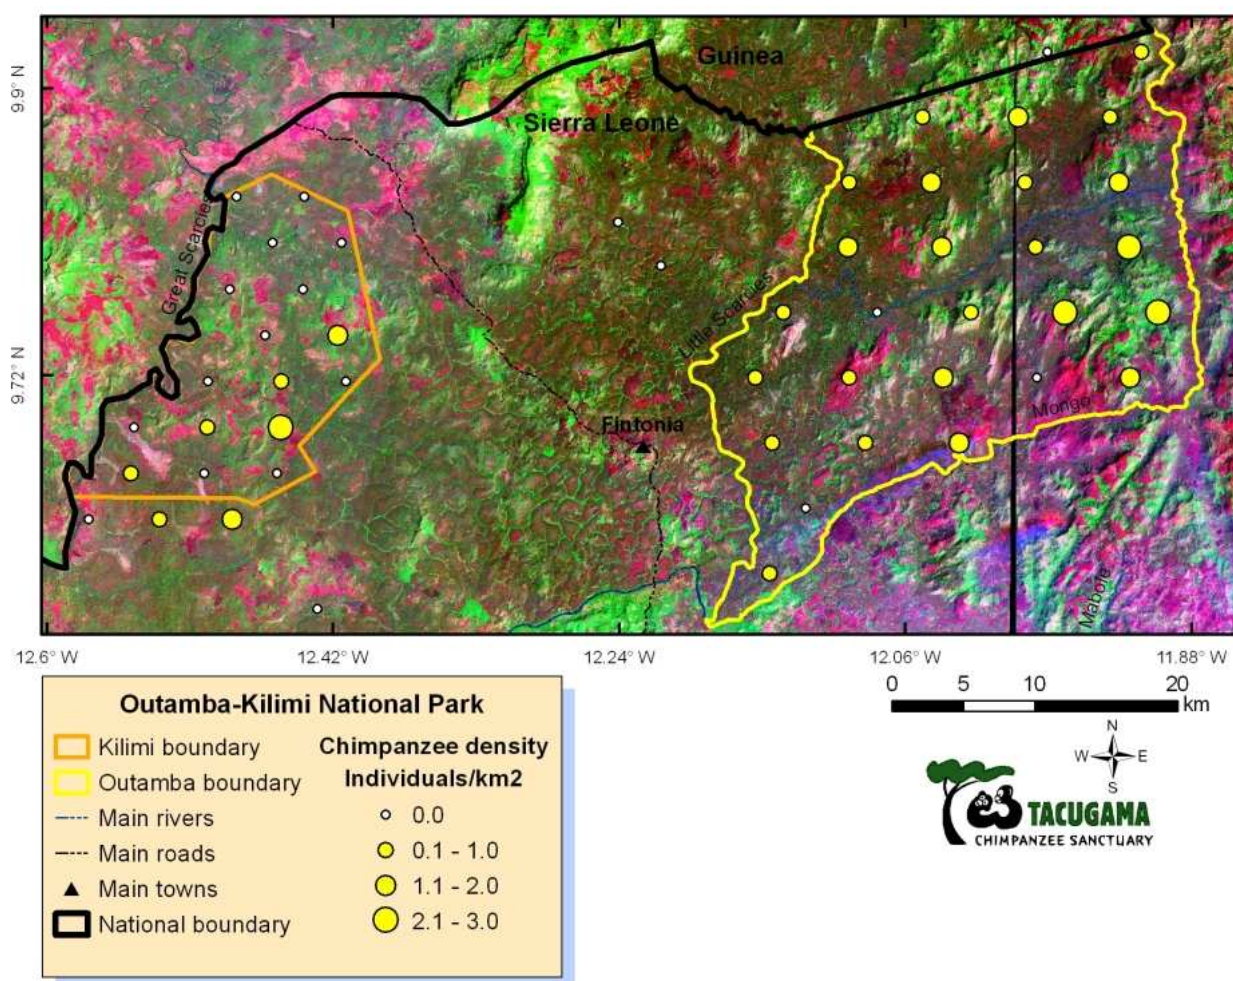 Guinea
Sierra Leone
9.9° N
9.72° N
Great Scarcies
Little Scarcies
Fintonia
Mongo
Mabole
12.6° W
12.42° W
12.24° W
12.06° W
11.88° W
0 5 10 20
km
Outamba-Kilimi National Park
Kilimi boundary
Outamba boundary
Main rivers
Main roads
Main towns
National boundary
Chimpanzee density
Individuals/km2
0.0
0.1 - 1.0
1.1 - 2.0
2.1 - 3.0
N
W E
S
TACUGAMA
CHIMPANZEE SANCTUARY